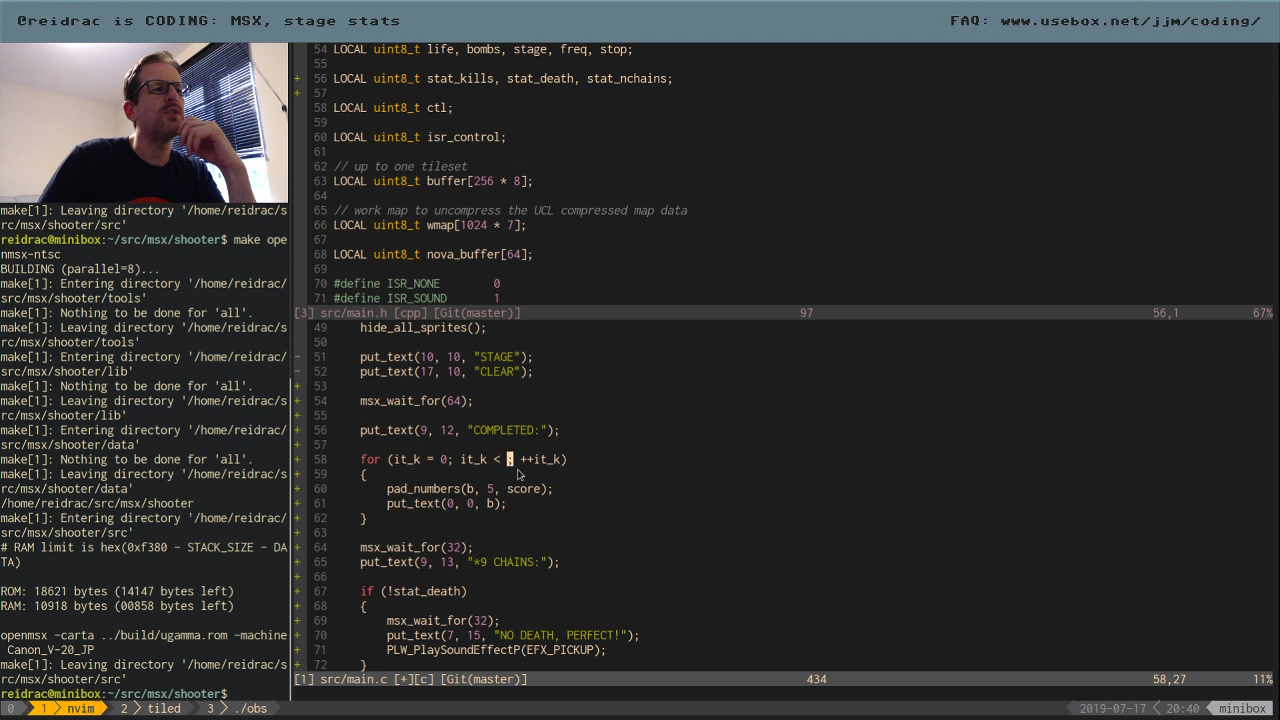 @reidrac is CODING: MSX, stage stats
FAQ: www.usebox.net/jjm/coding/
make[1]: Leaving directory '/home/reidrac/s
rc/msx/shooter/src'
reidrac@minibox:~/src/msx/shooter$ make ope
nmsx-ntsc
BUILDING (parallel=8)...
make[1]: Entering directory '/home/reidrac/
src/msx/shooter/tools'
make[1]: Nothing to be done for 'all'.
make[1]: Leaving directory '/home/reidrac/s
rc/msx/shooter/tools'
make[1]: Entering directory '/home/reidrac/
src/msx/shooter/lib'
make[1]: Nothing to be done for 'all'.
make[1]: Leaving directory '/home/reidrac/s
rc/msx/shooter/lib'
make[1]: Entering directory '/home/reidrac/
src/msx/shooter/data'
make[1]: Nothing to be done for 'all'.
make[1]: Leaving directory '/home/reidrac/s
rc/msx/shooter/data'
/home/reidrac/src/msx/shooter
make[1]: Entering directory '/home/reidrac/
src/msx/shooter/src'
# RAM limit is hex(0xf380 - STACK_SIZE - DA
TA)
ROM: 18621 bytes (14147 bytes left)
RAM: 10918 bytes (00858 bytes left)
openmsx -carta ../build/ugamma.rom -machine
 Canon_V-20_JP
make[1]: Leaving directory '/home/reidrac/s
rc/msx/shooter/src'
reidrac@minibox:~/src/msx/shooter$
54 LOCAL uint8_t life, bombs, stage, freq, stop;
55
+ 56 LOCAL uint8_t stat_kills, stat_death, stat_nchains;
+ 57
58 LOCAL uint8_t ctl;
59
60 LOCAL uint8_t isr_control;
61
62 // up to one tileset
63 LOCAL uint8_t buffer[256 * 8];
64
65 // work map to uncompress the UCL compressed map data
66 LOCAL uint8_t wmap[1024 * 7];
67
68 LOCAL uint8_t nova_buffer[64];
69
70 #define ISR_NONE 0
71 #define ISR_SOUND 1
[3] src/main.h [cpp] [Git(master)] 97 56,1 67%
49 hide_all_sprites();
50
~ 51 put_text(10, 10, "STAGE");
~ 52 put_text(17, 10, "CLEAR");
+ 53
+ 54 msx_wait_for(64);
+ 55
+ 56 put_text(9, 12, "COMPLETED:");
+ 57
+ 58 for (it_k = 0; it_k < ; ++it_k)
+ 59 {
+ 60 pad_numbers(b, 5, score);
+ 61 put_text(0, 0, b);
+ 62 }
+ 63
+ 64 msx_wait_for(32);
+ 65 put_text(9, 13, "*9 CHAINS:");
+ 66
+ 67 if (!stat_death)
+ 68 {
+ 69 msx_wait_for(32);
+ 70 put_text(7, 15, "NO DEATH, PERFECT!");
+ 71 PLW_PlaySoundEffectP(EFX_PICKUP);
+ 72 }
[1] src/main.c [+][c] [Git(master)] 434 58,27 11%
0 1 nvim 2 tiled 3 ./obs 2019-07-17 20:40 minibox